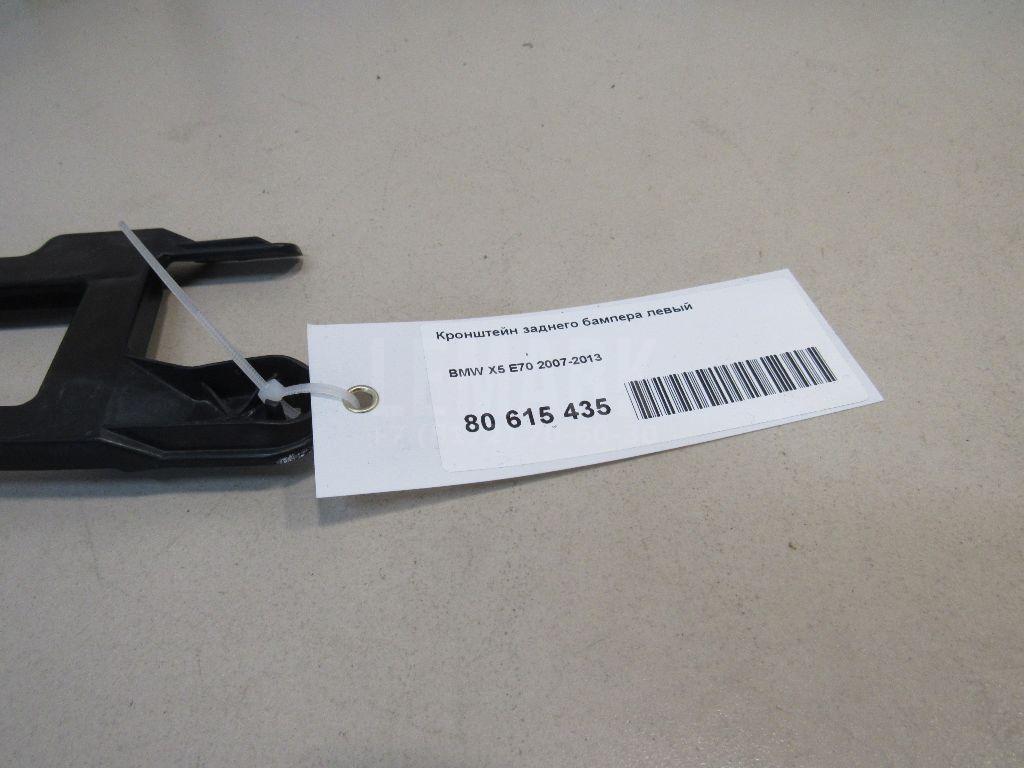 Кронштейн заднего бампера левый
BMW X5 E70 2007-2013
80 615 435